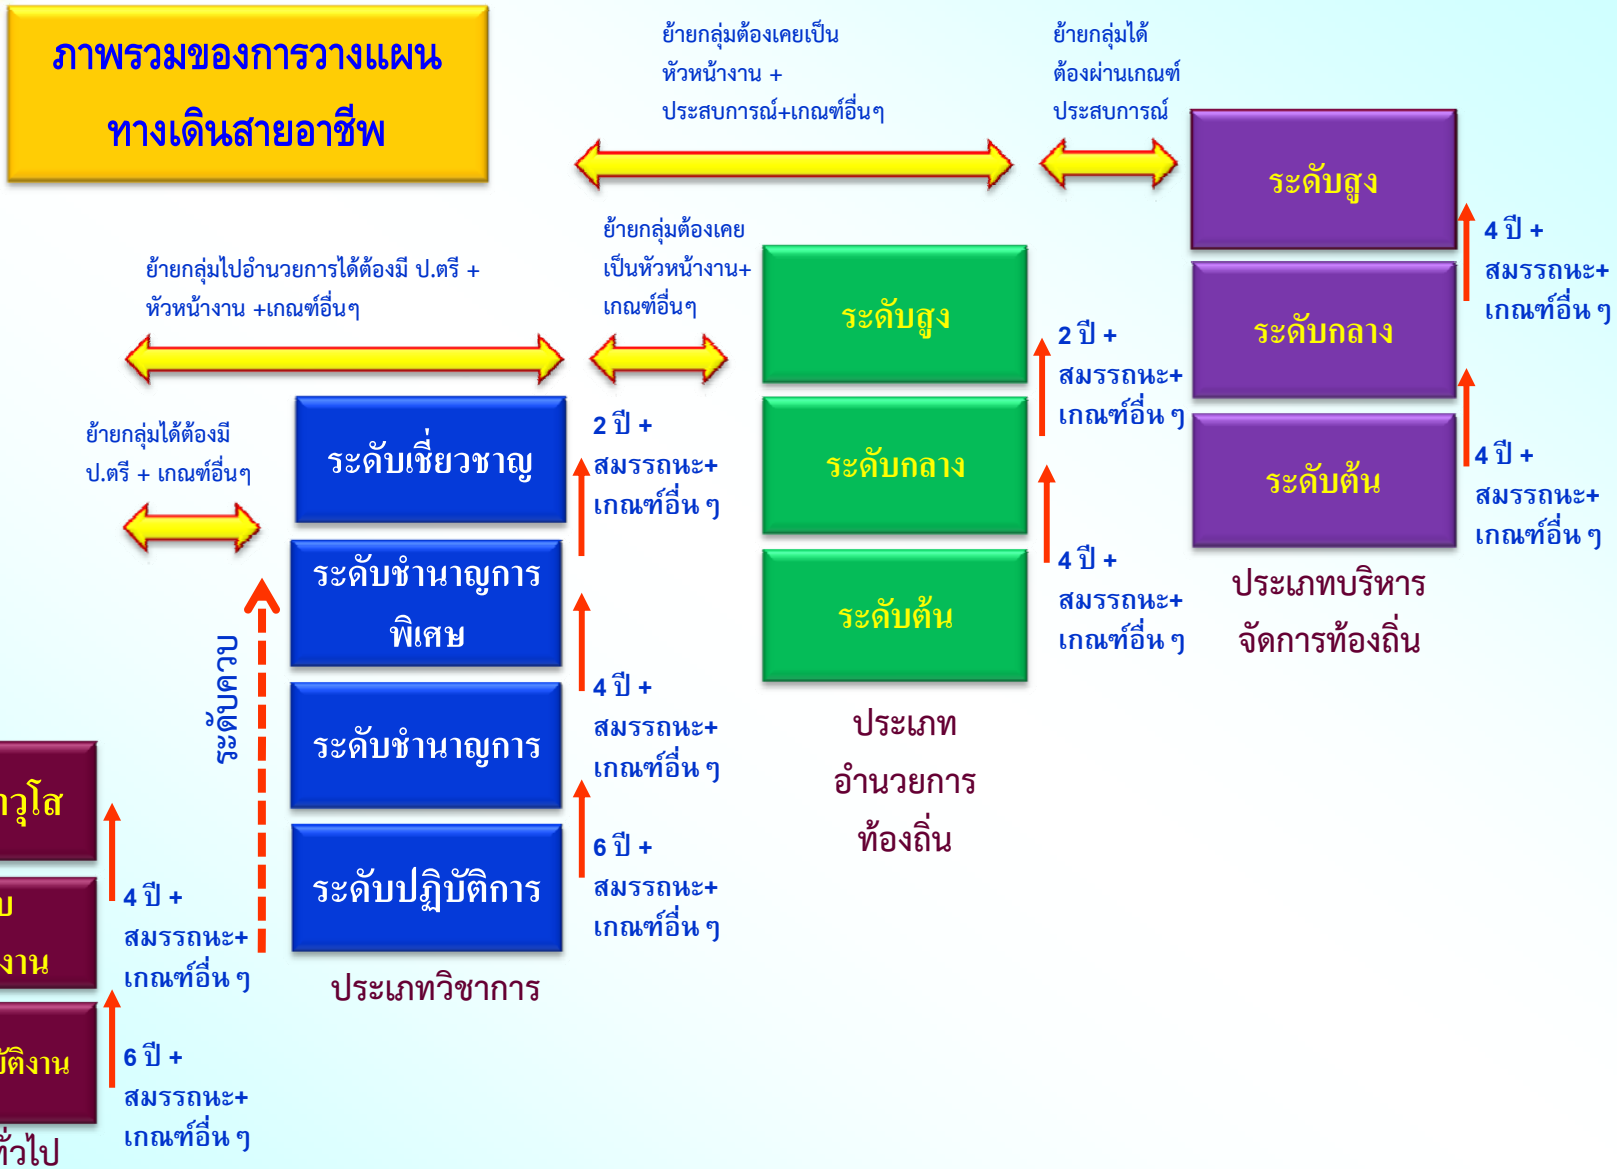 ภาพรวมของการวางแผน
ทางเดินสายอาชีพ
ย้ายกลุ่มต้องเคยเป็น
หัวหน้างาน +
ประสบการณ์+เกณฑ์อื่นๆ
ย้ายกลุ่มได้
ต้องผ่านเกณฑ์
ประสบการณ์
ระดับสูง
4 ปี +
สมรรถนะ+
เกณฑ์อื่น ๆ
ระดับกลาง
4 ปี +
สมรรถนะ+
เกณฑ์อื่น ๆ
ระดับต้น
ประเภทบริหาร
จัดการท้องถิ่น
ย้ายกลุ่มต้องเคย
เป็นหัวหน้างาน+
เกณฑ์อื่นๆ
ระดับสูง
2 ปี +
สมรรถนะ+
เกณฑ์อื่น ๆ
ระดับกลาง
4 ปี +
สมรรถนะ+
เกณฑ์อื่น ๆ
ระดับต้น
ประเภท
อำนวยการ
ท้องถิ่น
ย้ายกลุ่มไปอำนวยการได้ต้องมี ป.ตรี +
หัวหน้างาน +เกณฑ์อื่นๆ
ย้ายกลุ่มได้ต้องมี
ป.ตรี + เกณฑ์อื่นๆ
ระดับเชี่ยวชาญ
2 ปี +
สมรรถนะ+
เกณฑ์อื่น ๆ
ระดับชำนาญการ
พิเศษ
4 ปี +
สมรรถนะ+
เกณฑ์อื่น ๆ
ระดับชำนาญการ
6 ปี +
สมรรถนะ+
เกณฑ์อื่น ๆ
ระดับปฏิบัติการ
ประเภทวิชาการ
ระดับควบ
4 ปี +
สมรรถนะ+
เกณฑ์อื่น ๆ
งาน
6 ปี +
สมรรถนะ+
เกณฑ์อื่น ๆ
บัติงาน
ทั่วไป